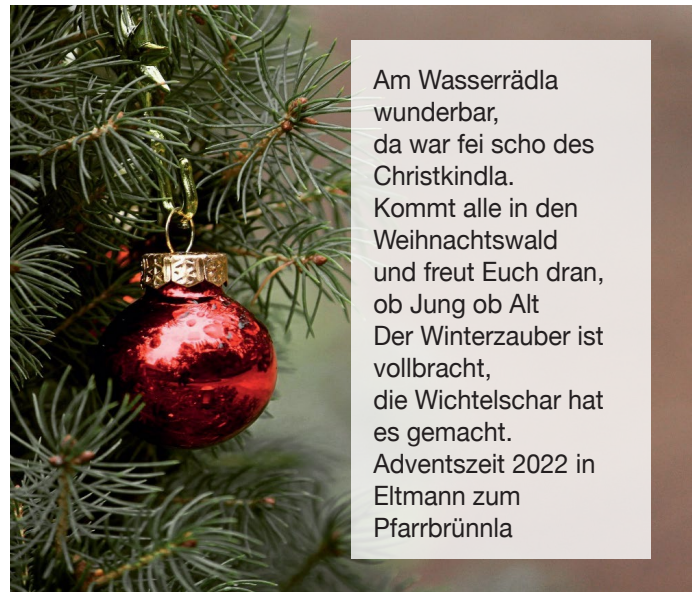 Am Wasserrädla
wunderbar,
da war fei scho des
Christkindla.
Kommt alle in den
Weihnachtswald
und freut Euch dran,
ob Jung ob Alt
Der Winterzauber ist
vollbracht,
die Wichtelschar hat
es gemacht.
Adventszeit 2022 in
Eltmann zum
Pfarrbrünnla